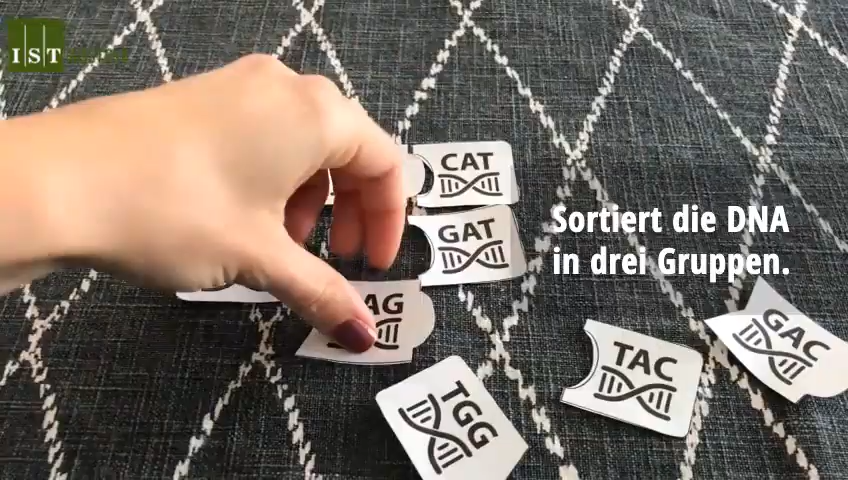 IST
CAT
GAT
Sortiert die DNA
in drei Gruppen.
AG
GAC
TAC
TGG